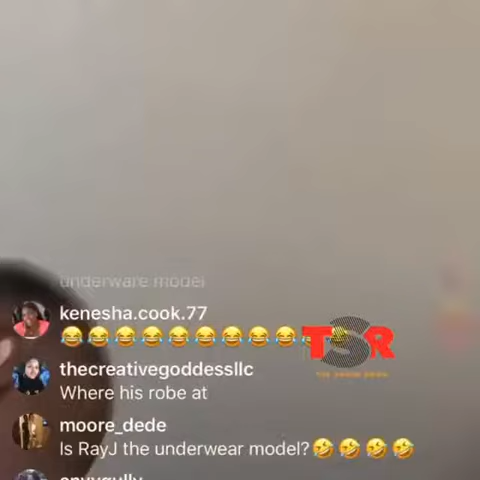 underware model
kenesha.cook.77
😂😂😂😂😂😂😂😂😂😂
TSR
thecreativegoddessllc
Where his robe at
moore_dede
Is RayJ the underwear model?🤣🤣🤣🤣